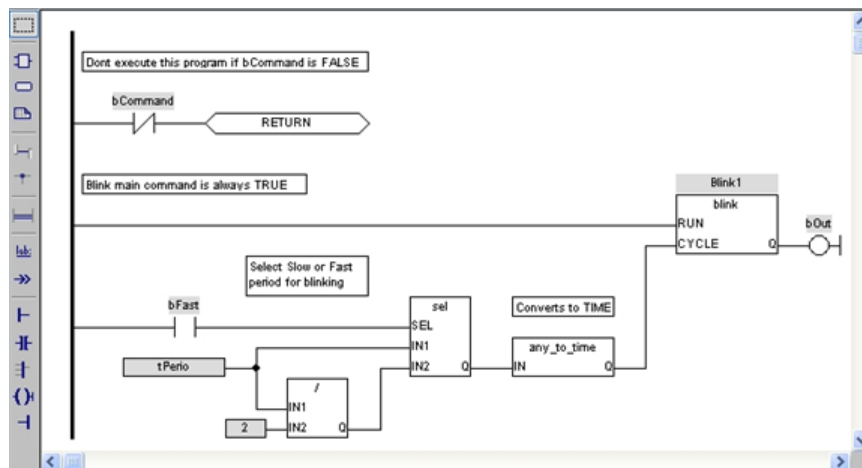 Dont execute this program if bCommand is FALSE
bCommand
RETURN
Blink main command is always TRUE
Blink1
blink
RUN
CYCLE Q
bOut
Select Slow or Fast
period for blinking
bFast
sel
SEL
IN1
IN2 Q
Converts to TIME
any_to_time
IN Q
tPerio
/
IN1
IN2 Q
2
lab: